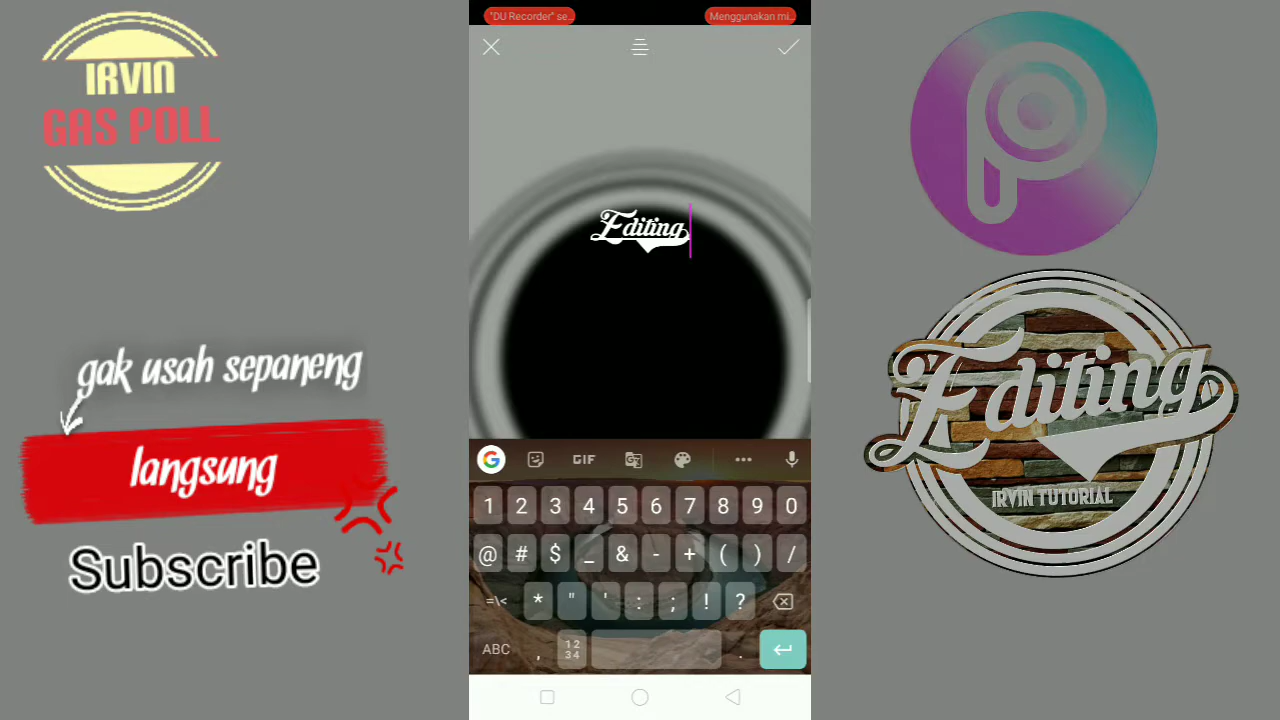 "DU Recorder" se...
Menggunakan mi...
IRVIN
GAS POLL
Editing
gak usah sepaneng
langsung
Subscribe
Editing
IRVIN TUTORIAL
G GIF
1 2 3 4 5 6 7 8 9 0
@ # $ _ & - + ( ) /
=\< * " ' : ; ! ?
ABC , 12 34 .